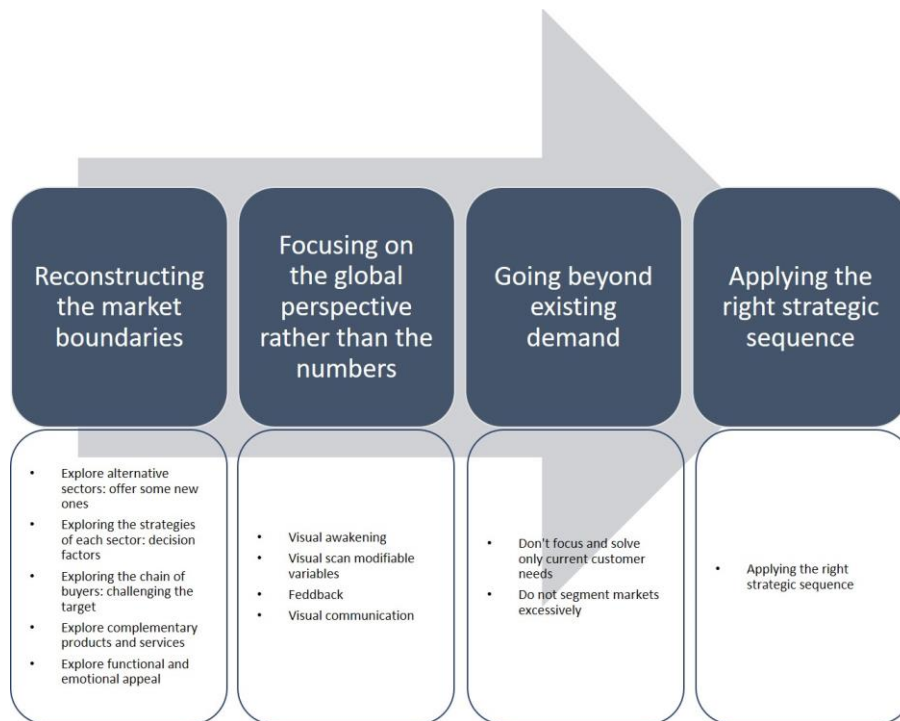 Reconstructing
the market
boundaries
Focusing on
the global
perspective
rather than the
numbers
Going beyond
existing
demand
Applying the
right strategic
sequence
• Explore alternative
sectors: offer some new
ones
• Exploring the strategies
of each sector: decision
factors
• Exploring the chain of
buyers: challenging the
target
• Explore complementary
products and services
• Explore functional and
emotional appeal
• Visual awakening
• Visual scan modifiable
variables
• Feddback
• Visual communication
• Don't focus and solve
only current customer
needs
• Do not segment markets
excessively
• Applying the right
strategic sequence